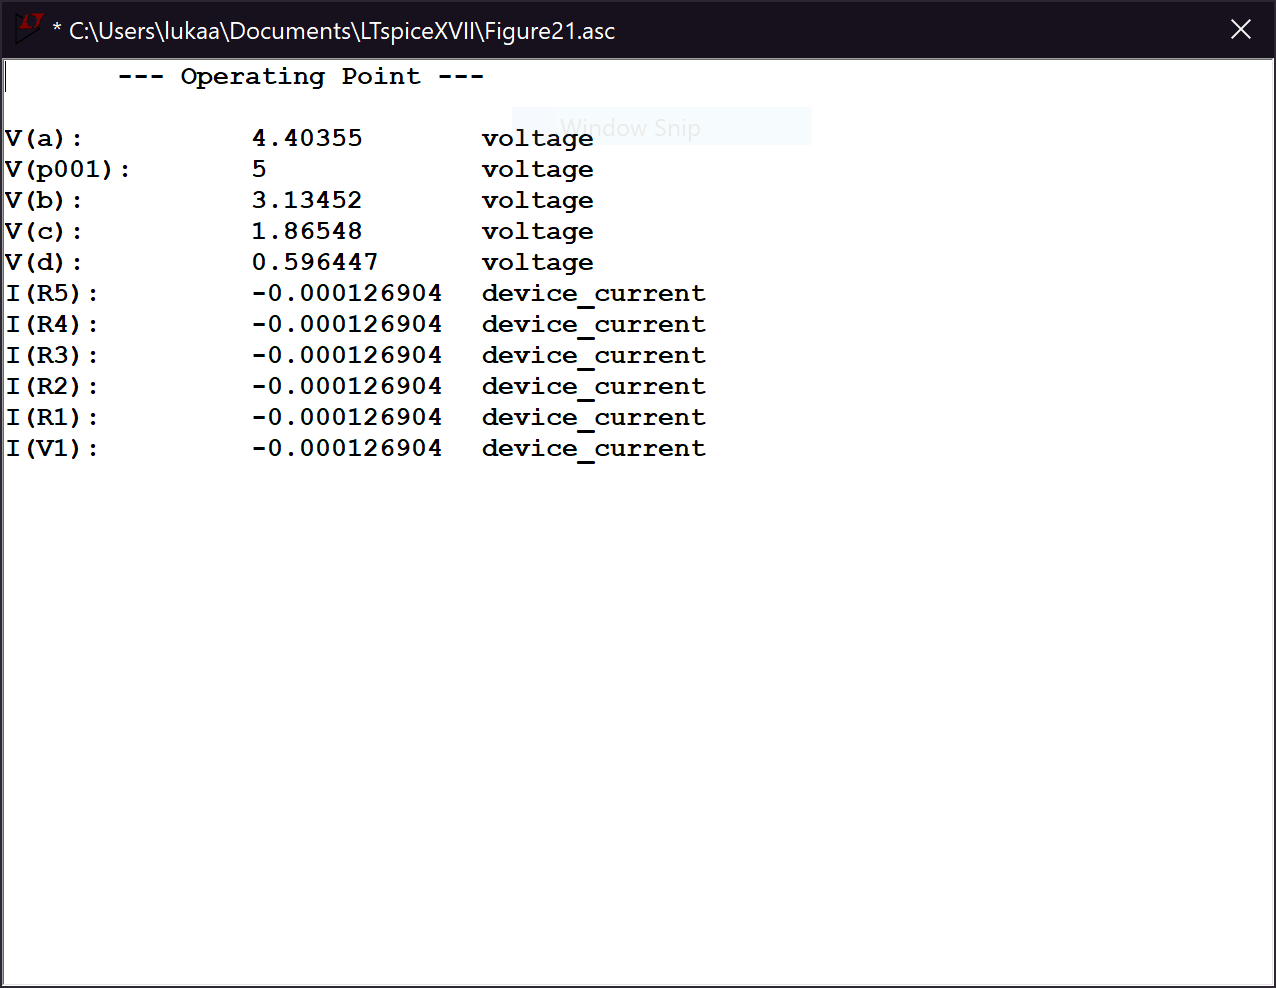 LT * C:\Users\lukaa\Documents\LTspiceXVII\Figure21.asc
--- Operating Point ---
Window Snip
V(a): 4.40355 voltage
V(p001): 5 voltage
V(b): 3.13452 voltage
V(c): 1.86548 voltage
V(d): 0.596447 voltage
I(R5): -0.000126904 device_current
I(R4): -0.000126904 device_current
I(R3): -0.000126904 device_current
I(R2): -0.000126904 device_current
I(R1): -0.000126904 device_current
I(V1): -0.000126904 device_current